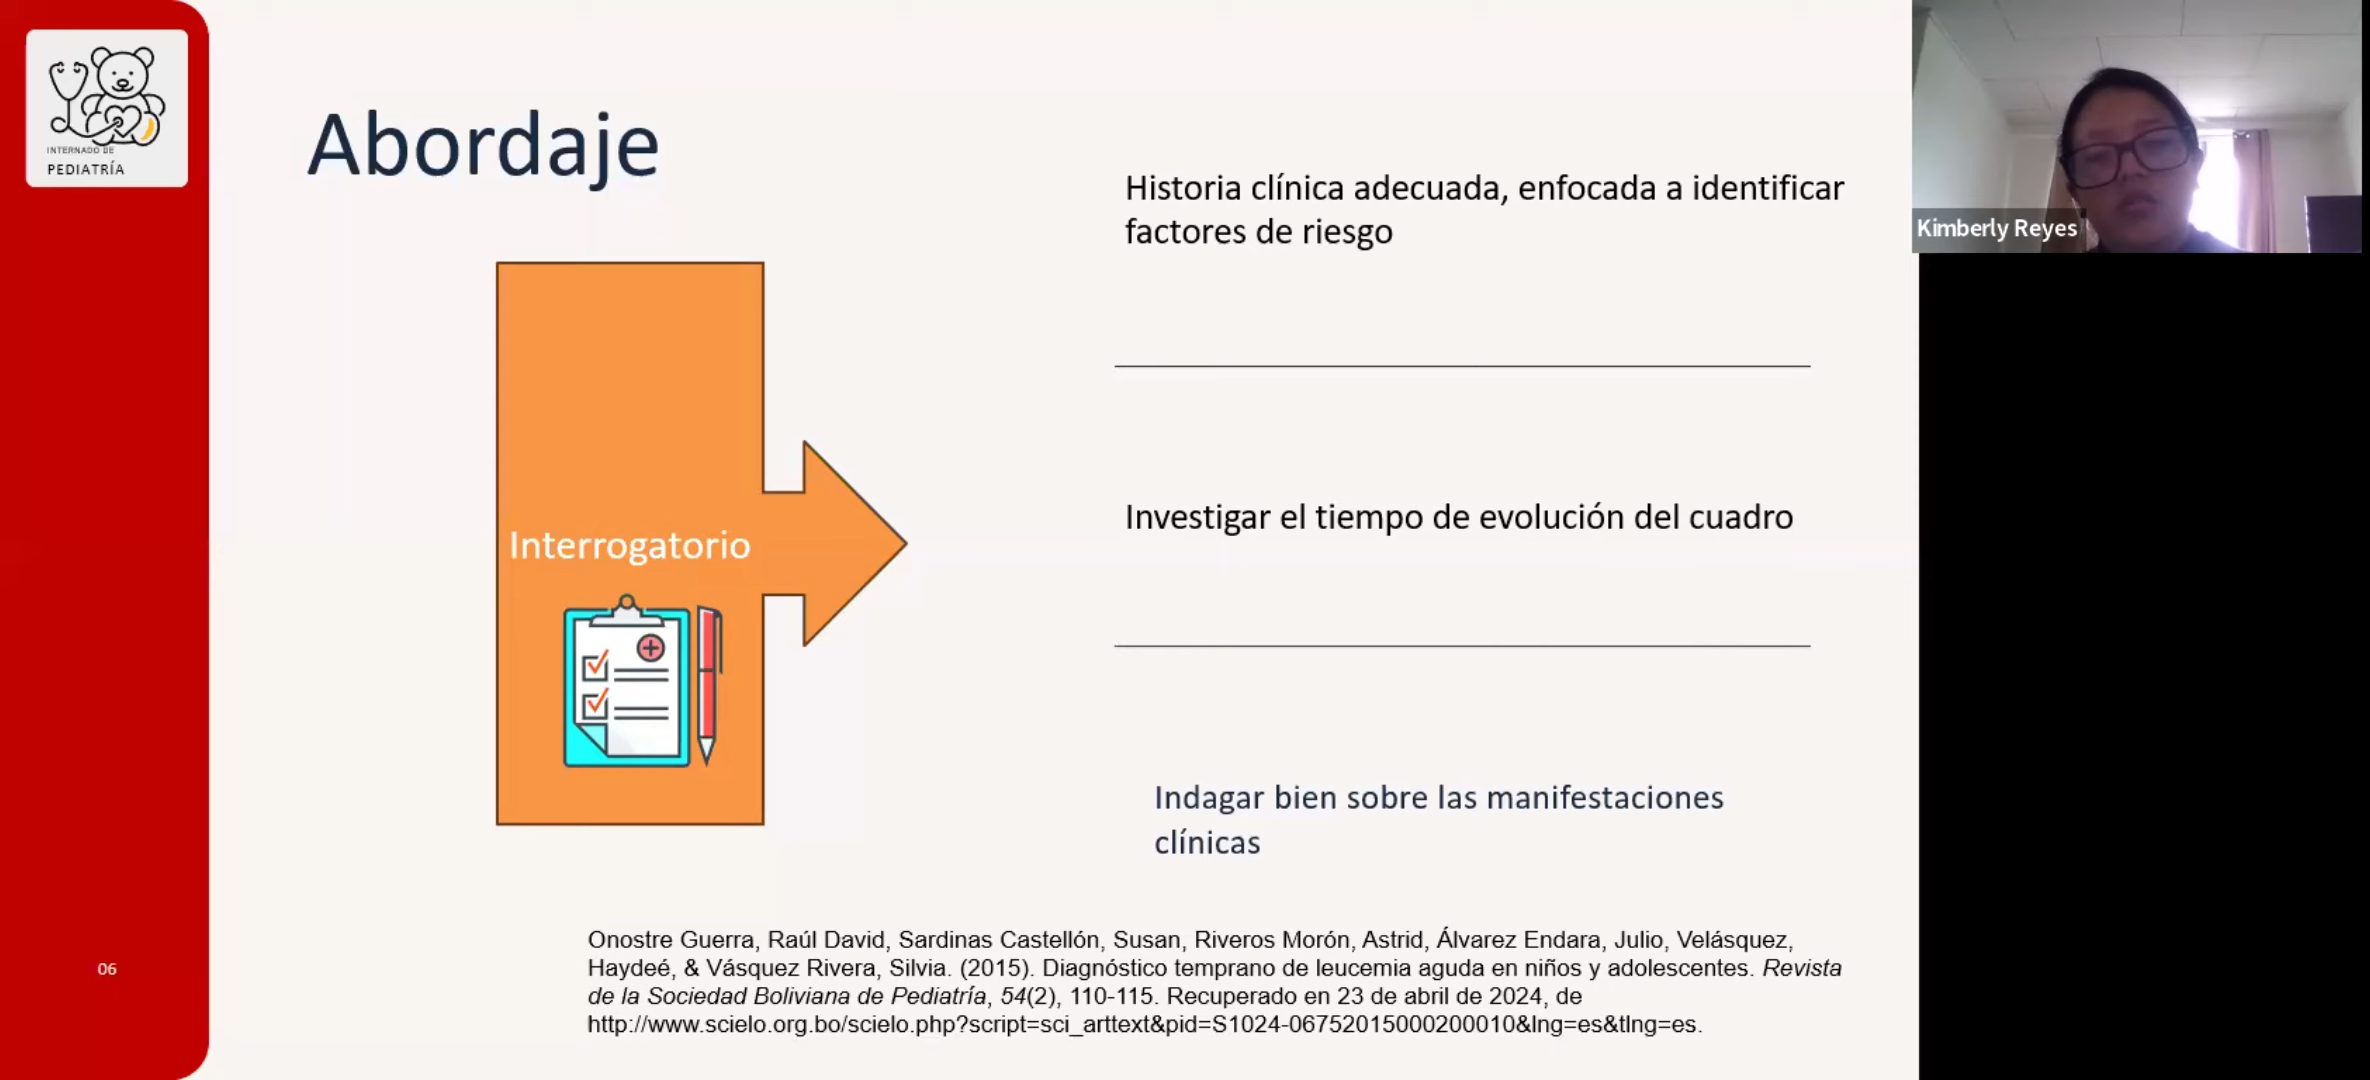 INTERNADO DE
PEDIATRÍA
Abordaje
Historia clínica adecuada, enfocada a identificar
factores de riesgo
Kimberly Reyes
Interrogatorio
Investigar el tiempo de evolución del cuadro
Indagar bien sobre las manifestaciones
clínicas
Onostre Guerra, Raúl David, Sardinas Castellón, Susan, Riveros Morón, Astrid, Álvarez Endara, Julio, Velásquez,
Haydeé, & Vásquez Rivera, Silvia. (2015). Diagnóstico temprano de leucemia aguda en niños y adolescentes. Revista
de la Sociedad Boliviana de Pediatría, 54(2), 110-115. Recuperado en 23 de abril de 2024, de
http://www.scielo.org.bo/scielo.php?script=sci_arttext&pid=S1024-06752015000200010&lng=es&tlng=es.
06